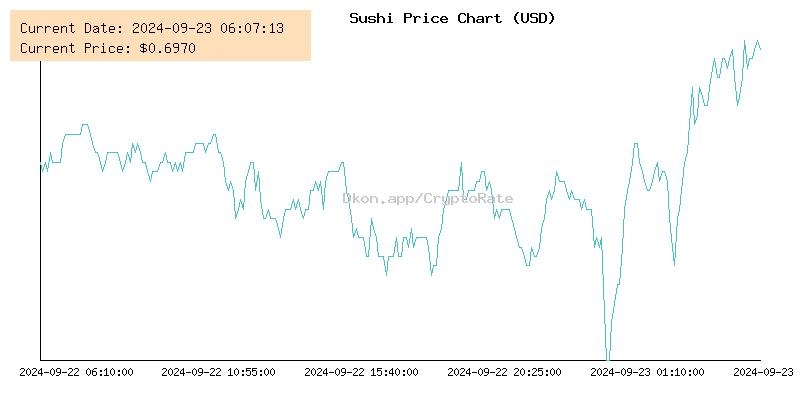 Sushi Price Chart (USD)
Current Date: 2024-09-23 06:07:13
Current Price: $0.6970
Dkon.app/CryptoRate
2024-09-22 06:10:00 2024-09-22 10:55:00 2024-09-22 15:40:00 2024-09-22 20:25:00 2024-09-23 01:10:00 2024-09-23